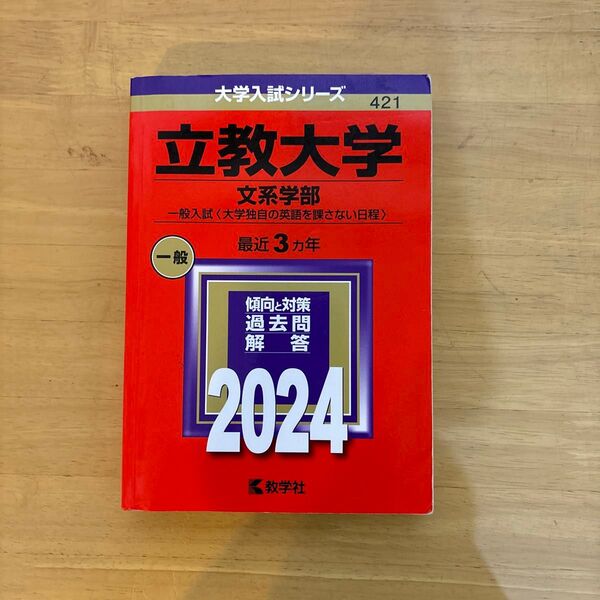 大学入試シリーズ
421
立教大学
文系学部
一般入試〈大学独自の英語を課さない日程〉
最近3ヵ年
一般
傾向と対策
過去問
解答
2024
教学社